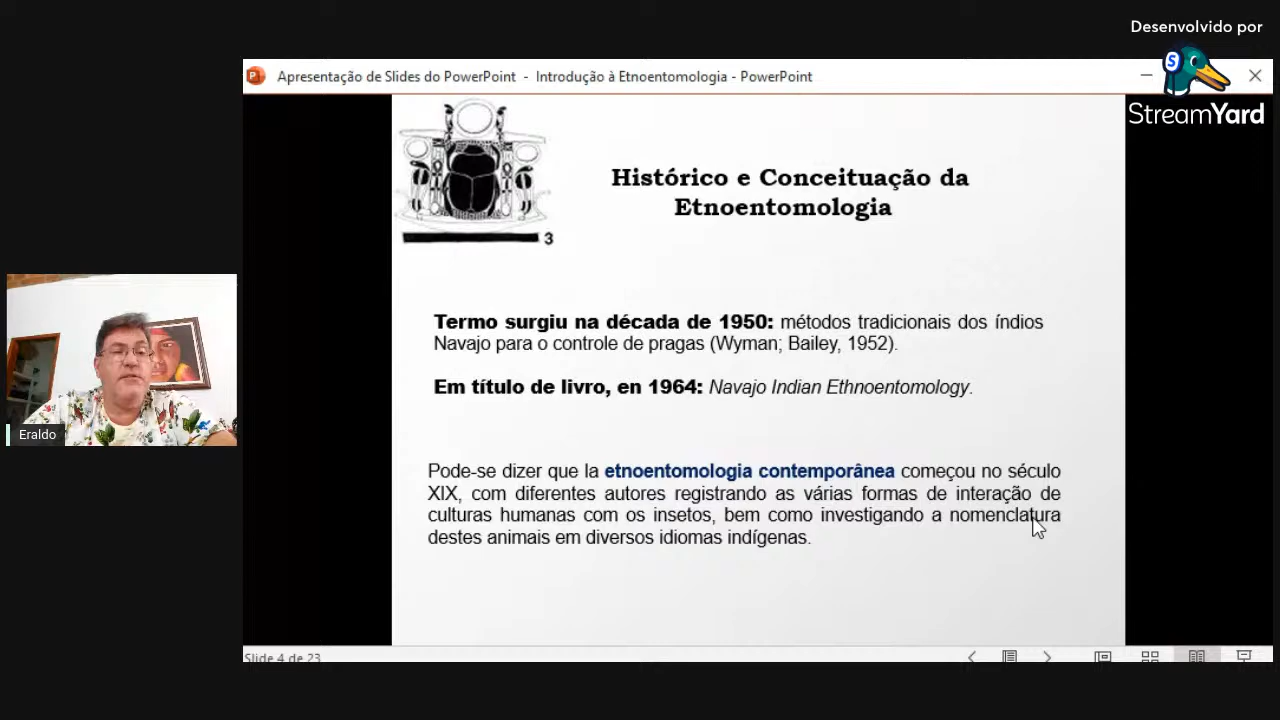 Desenvolvido por
StreamYard
Apresentação de Slides do PowerPoint - Introdução à Etnoentomologia - PowerPoint
Histórico e Conceituação da
Etnoentomologia
3
Termo surgiu na década de 1950: métodos tradicionais dos índios
Navajo para o controle de pragas (Wyman; Bailey, 1952).
Em título de livro, en 1964: Navajo Indian Ethnoentomology.
Pode-se dizer que la etnoentomologia contemporânea começou no século
XIX, com diferentes autores registrando as várias formas de interação de
culturas humanas com os insetos, bem como investigando a nomenclatura
destes animais em diversos idiomas indígenas.
Eraldo
Slide 4 de 23